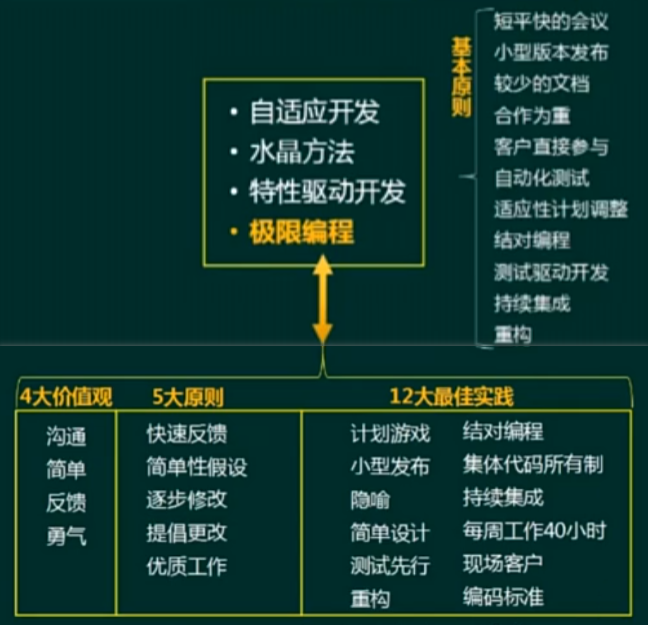 自适应开发
水晶方法
特性驱动开发
极限编程
基本原则
短平快的会议
小型版本发布
较少的文档
合作为重
客户直接参与
自动化测试
适应性计划调整
结对编程
测试驱动开发
持续集成
重构
4大价值观
沟通
简单
反馈
勇气
5大原则
快速反馈
简单性假设
逐步修改
提倡更改
优质工作
12大最佳实践
计划游戏
小型发布
隐喻
简单设计
测试先行
重构
结对编程
集体代码所有制
持续集成
每周工作40小时
现场客户
编码标准